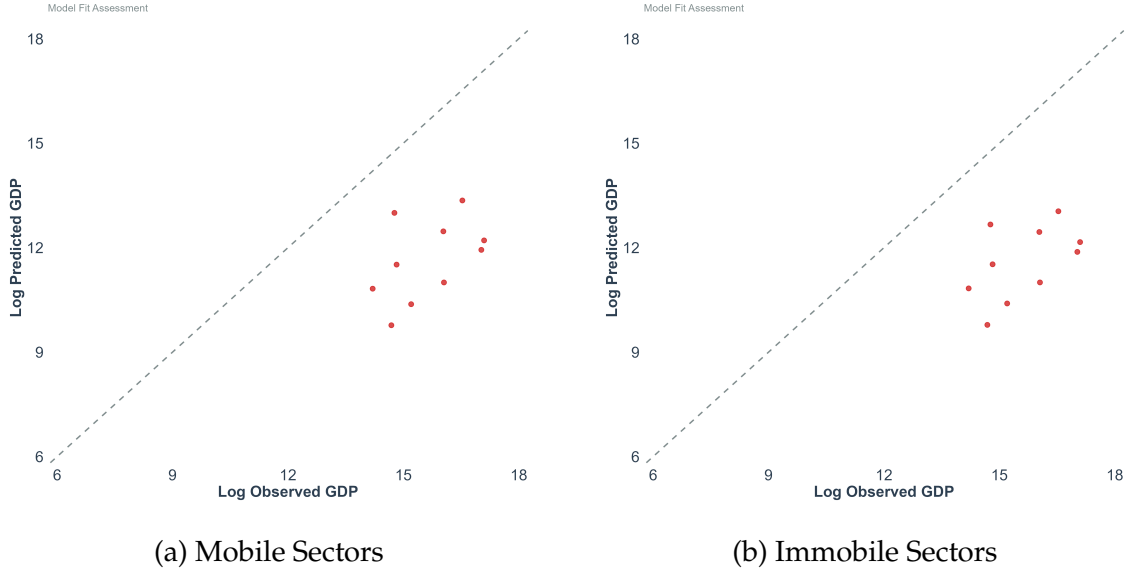 Model Fit Assessment
18
15
12
9
6
Log Predicted GDP
6 9 12 15 18
Log Observed GDP
(a) Mobile Sectors
Model Fit Assessment
18
15
12
9
6
Log Predicted GDP
6 9 12 15 18
Log Observed GDP
(b) Immobile Sectors